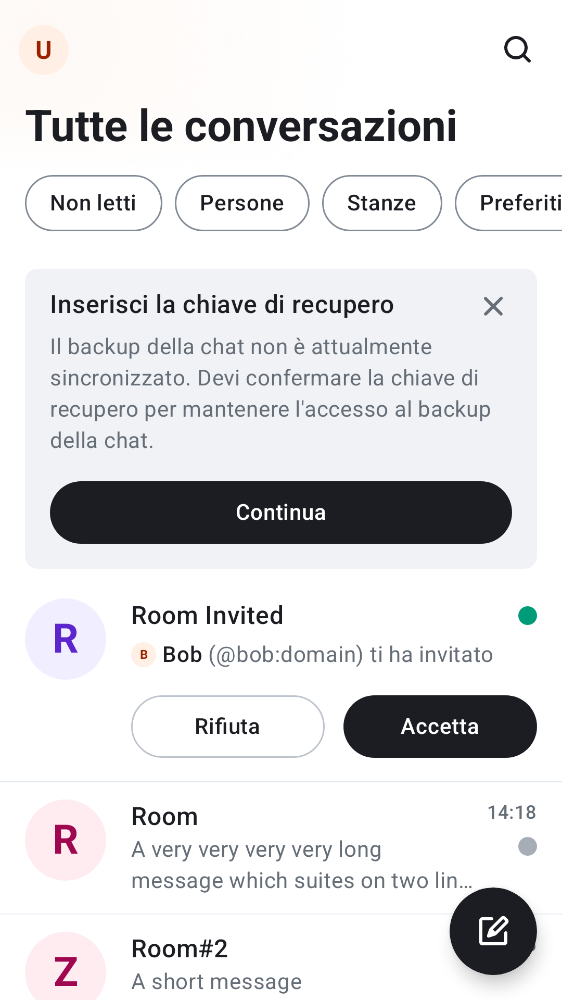 U
Tutte le conversazioni
Non letti
Persone
Stanze
Preferiti
Inserisci la chiave di recupero
Il backup della chat non è attualmente
sincronizzato. Devi confermare la chiave di
recupero per mantenere l'accesso al backup
della chat.
Continua
R
Room Invited
B Bob (@bob:domain) ti ha invitato
Rifiuta
Accetta
R
Room
14:18
A very very very very long
message which suites on two lin…
Z
Room#2
A short message